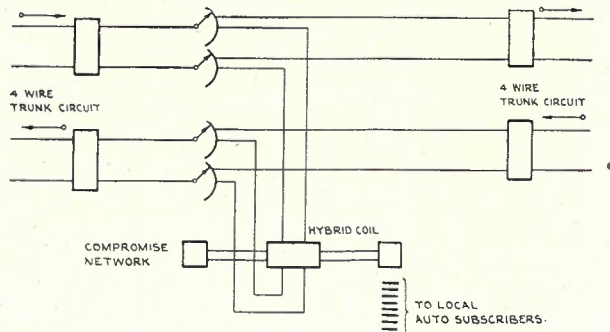 4 WIRE
TRUNK CIRCUIT
4 WIRE
TRUNK CIRCUIT
HYBRID COIL
COMPROMISE
NETWORK
TO LOCAL
AUTO SUBSCRIBERS.